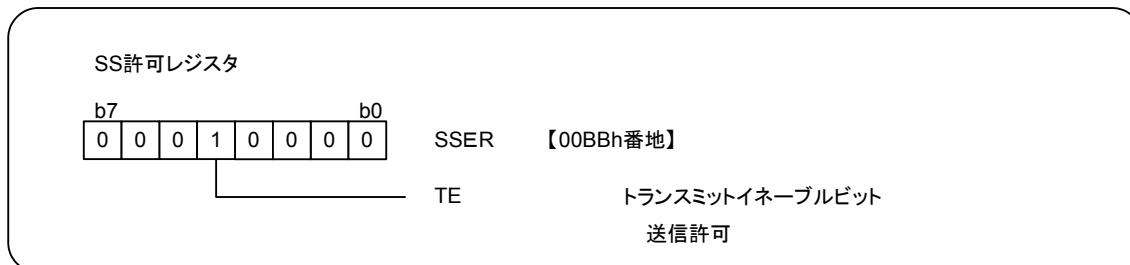 SS許可レジスタ
b7 b0
0 0 0 1 0 0 0 0 SSER 【00BBh番地】
TE トランスミットイネーブルビット
送信許可